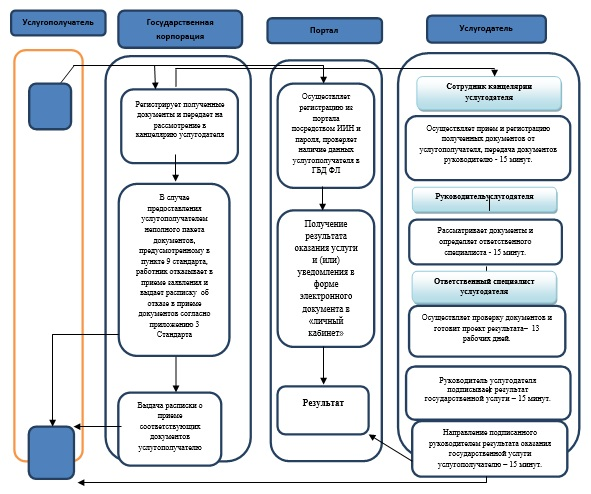 Услугополучатель
Государственная
корпорация
Портал
Услугодатель
Регистрирует полученные
документы и передает на
рассмотрение в
канцелярию услугодателя
В случае
предоставления
услугополучателем
неполного пакета
документов,
предусмотренному в
пункте 9 стандарта,
работник отказывает в
приеме заявления и
выдает расписку об
отказе в приеме
документов согласно
приложению 3
Стандарта
Выдача расписки о
приеме
соответствующих
документов
услугополучателю
Осуществляет
регистрацию из
портала
посредством ИИН и
пароля, проверяет
наличие данных
услугополучателя в
ГБД ФЛ
Получение
результата
оказания услуги
и (или)
уведомления в
форме
электронного
документа в
«личный
кабинет»
Результат
Сотрудник канцелярии
услугодателя
Осуществляет прием и регистрацию
полученных документов от
услугополучателя, передача документов
руководителю - 15 минут.
Руководитель услугодателя
Рассматривает документы и
определяет ответственного
специалиста - 15 минут.
Ответственный специалист
услугодателя
Осуществляет проверку документов и
готовит проект результата– 13
рабочих дней.
Руководитель услугодателя
подписывает результат
государственной услуги – 15 минут.
Направление подписанного
руководителем результата оказания
государственной услуги
услугополучателю – 15 минут.